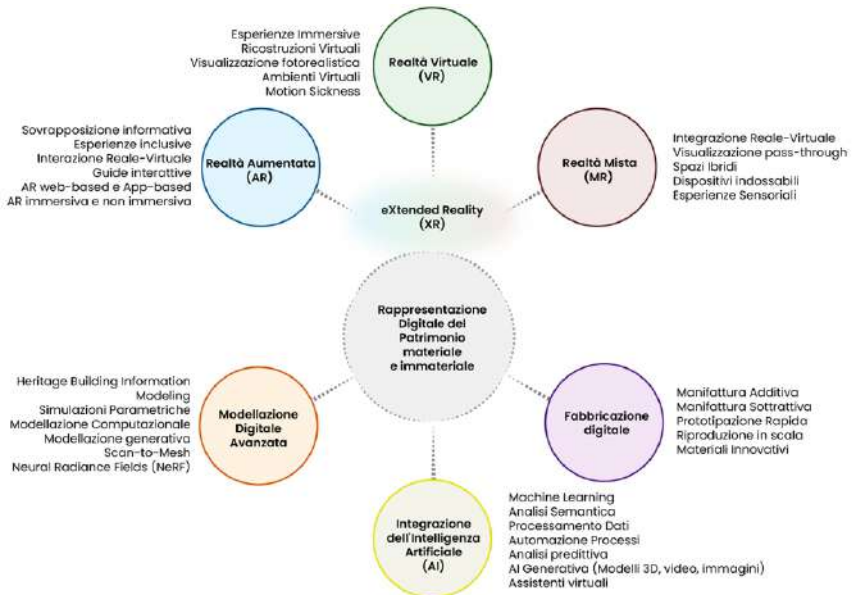 Esperienze Immersive
Ricostruzioni Virtuali
Visualizzazione fotorealistica
Ambienti Virtuali
Motion Sickness
Realtà Virtuale
(VR)
Sovrapposizione informativa
Esperienze inclusive
Interazione Reale-Virtuale
Guide interattive
AR web-based e App-based
AR immersiva e non immersiva
Realtà Aumentata
(AR)
Realtà Mista
(MR)
Integrazione Reale-Virtuale
Visualizzazione pass-through
Spazi Ibridi
Dispositivi indossabili
Esperienze Sensoriali
eXtended Reality
(XR)
Rappresentazione
Digitale del
Patrimonio
materiale
e immateriale
Heritage Building Information
Modeling
Simulazioni Parametriche
Modellazione Computazionale
Modellazione generativa
Scan-to-Mesh
Neural Radiance Fields (NeRF)
Modellazione
Digitale
Avanzata
Fabbricazione
digitale
Manifattura Additiva
Manifattura Sottrattiva
Prototipazione Rapida
Riproduzione in scala
Materiali Innovativi
Integrazione
dell'Intelligenza
Artificiale
(AI)
Machine Learning
Analisi Semantica
Processamento Dati
Automazione Processi
Analisi predittiva
AI Generativa (Modelli 3D, video, immagini)
Assistenti virtuali